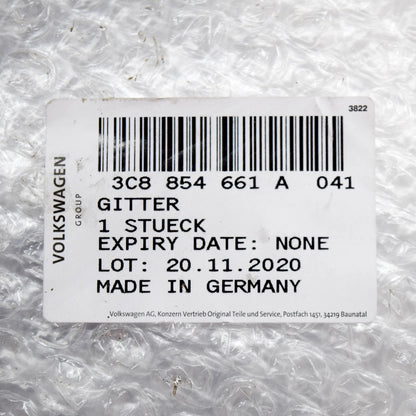 3822
VOLKSWAGEN
GROUP
3C8 854 661 A 041
GITTER
1 STUECK
EXPIRY DATE: NONE
LOT: 20.11.2020
MADE IN GERMANY
Volkswagen AG, Konzern Vertrieb Original Teile und Service, Postfach 1451, 34219 Baunatal